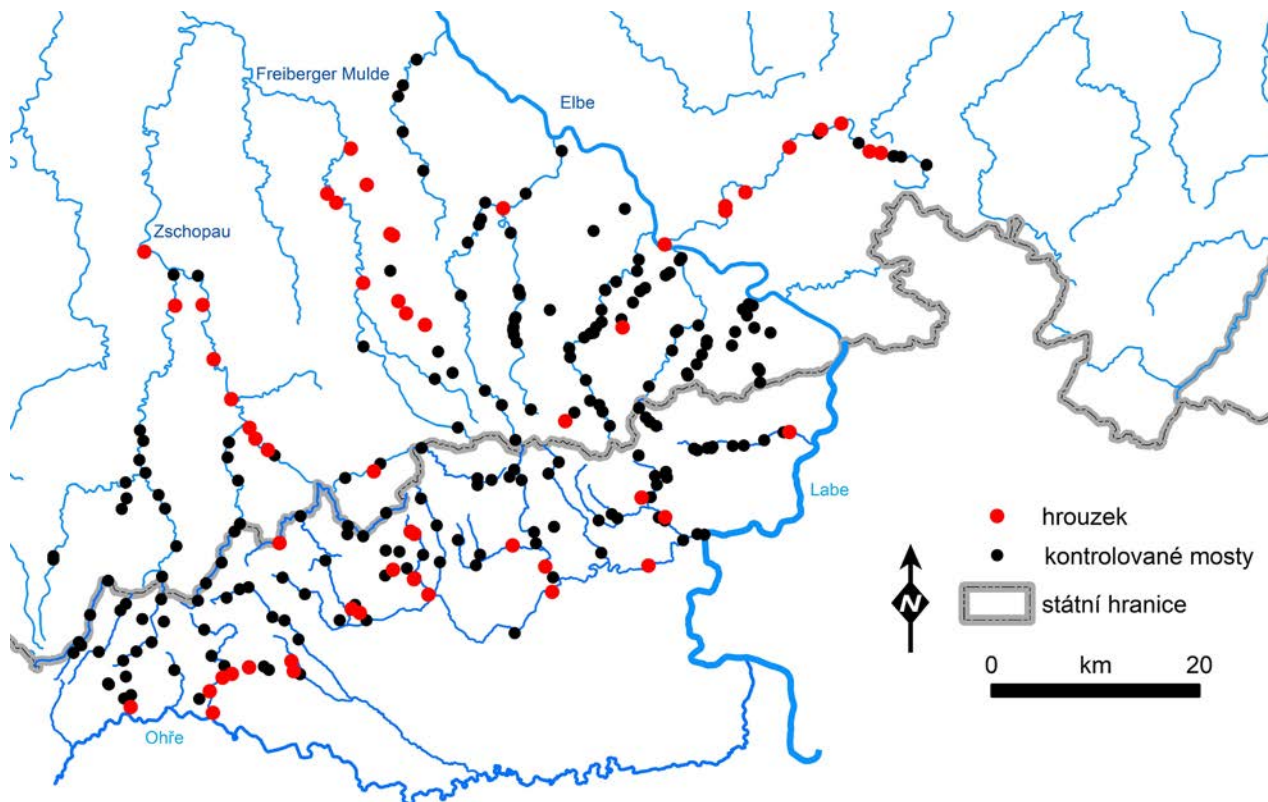 Freiberger Mulde
Elbe
Zschopau
Labe
hrouzek
kontrolované mosty
N
státní hranice
0 km 20
Ohře